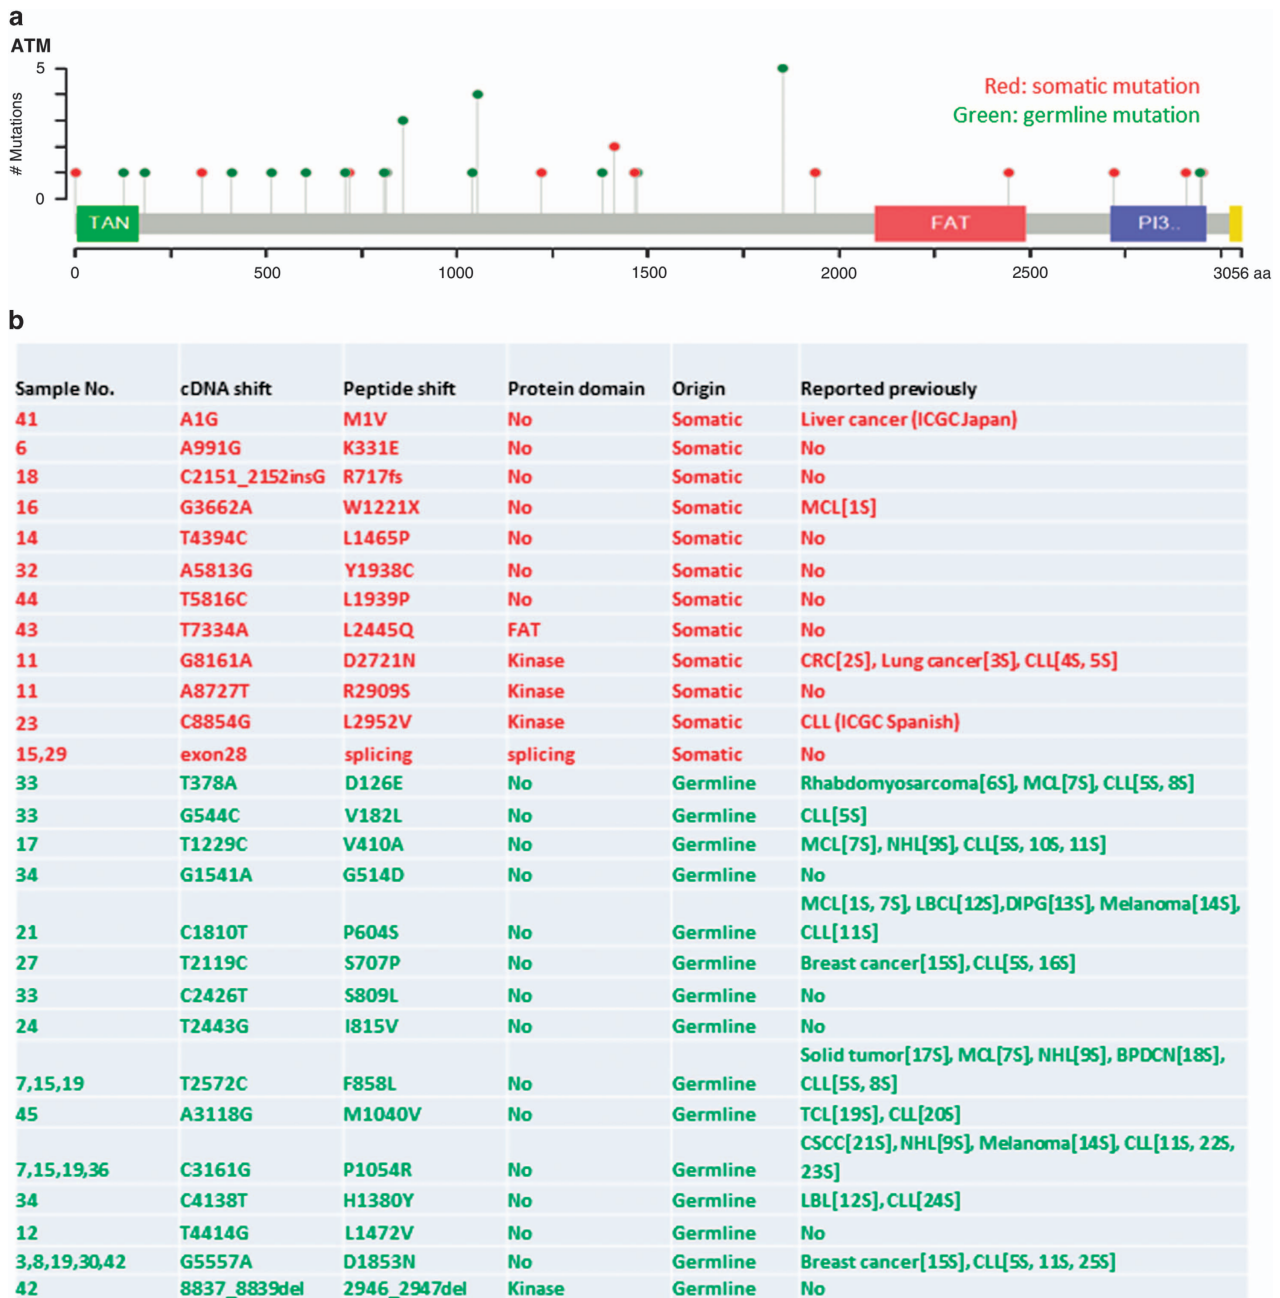 a
ATM
5
0
# Mutations
Red: somatic mutation
Green: germline mutation
TAN
FAT
PI3..
0 500 1000 1500 2000 2500 3056 aa
b
Sample No. cDNA shift Peptide shift Protein domain Origin Reported previously
41 A1G M1V No Somatic Liver cancer (ICGC Japan)
6 A991G K331E No Somatic No
18 C2151_2152insG R717fs No Somatic No
16 G3662A W1221X No Somatic MCL[1S]
14 T4394C L1465P No Somatic No
32 A5813G Y1938C No Somatic No
44 T5816C L1939P No Somatic No
43 T7334A L2445Q FAT Somatic No
11 G8161A D2721N Kinase Somatic CRC[2S], Lung cancer[3S], CLL[4S, 5S]
11 A8727T R2909S Kinase Somatic No
23 C8854G L2952V Kinase Somatic CLL (ICGC Spanish)
15,29 exon28 splicing splicing Somatic No
33 T378A D126E No Germline Rhabdomyosarcoma[6S], MCL[7S], CLL[5S, 8S]
33 G544C V182L No Germline CLL[5S]
17 T1229C V410A No Germline MCL[7S], NHL[9S], CLL[5S, 10S, 11S]
34 G1541A G514D No Germline No
MCL[1S, 7S], LBCL[12S],DIPG[13S], Melanoma[14S],
21 C1810T P604S No Germline CLL[11S]
27 T2119C S707P No Germline Breast cancer[15S], CLL[5S, 16S]
33 C2426T S809L No Germline No
24 T2443G I815V No Germline No
Solid tumor[17S], MCL[7S], NHL[9S], BPDCN[18S],
7,15,19 T2572C F858L No Germline CLL[5S, 8S]
45 A3118G M1040V No Germline TCL[19S], CLL[20S]
CSCC[21S], NHL[9S], Melanoma[14S], CLL[11S, 22S,
7,15,19,36 C3161G P1054R No Germline 23S]
34 C4138T H1380Y No Germline LBL[12S], CLL[24S]
12 T4414G L1472V No Germline No
3,8,19,30,42 G5557A D1853N No Germline Breast cancer[15S], CLL[5S, 11S, 25S]
42 8837_8839del 2946_2947del Kinase Germline No